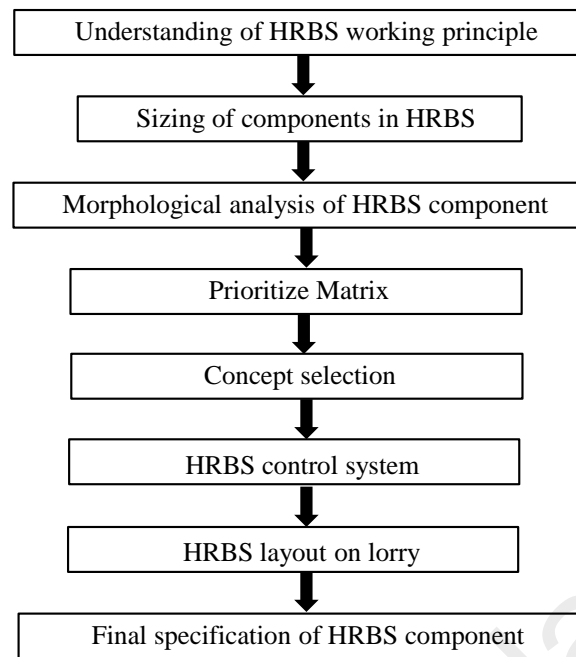 Understanding of HRBS working principle
Sizing of components in HRBS
Morphological analysis of HRBS component
Prioritize Matrix
Concept selection
HRBS control system
HRBS layout on lorry
Final specification of HRBS component